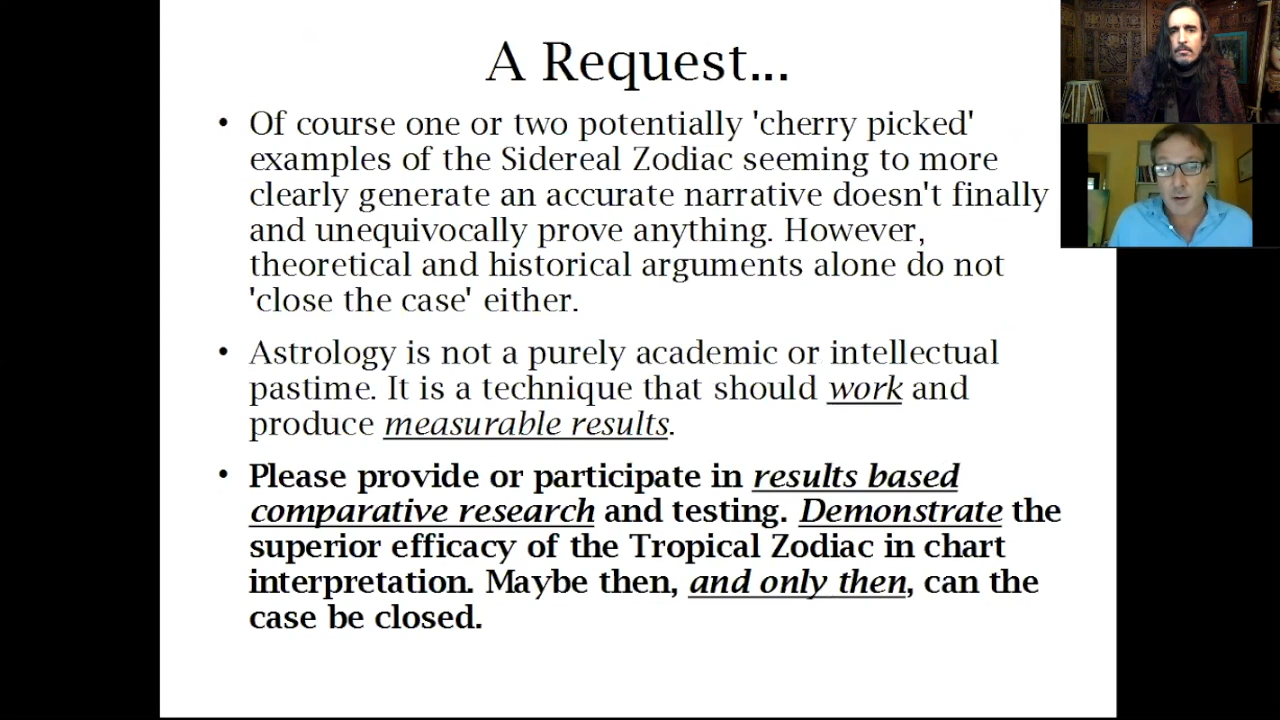 A Request...
• Of course one or two potentially 'cherry picked'
examples of the Sidereal Zodiac seeming to more
clearly generate an accurate narrative doesn't finally
and unequivocally prove anything. However,
theoretical and historical arguments alone do not
'close the case' either.
• Astrology is not a purely academic or intellectual
pastime. It is a technique that should work and
produce measurable results.
• Please provide or participate in results based
comparative research and testing. Demonstrate the
superior efficacy of the Tropical Zodiac in chart
interpretation. Maybe then, and only then, can the
case be closed.